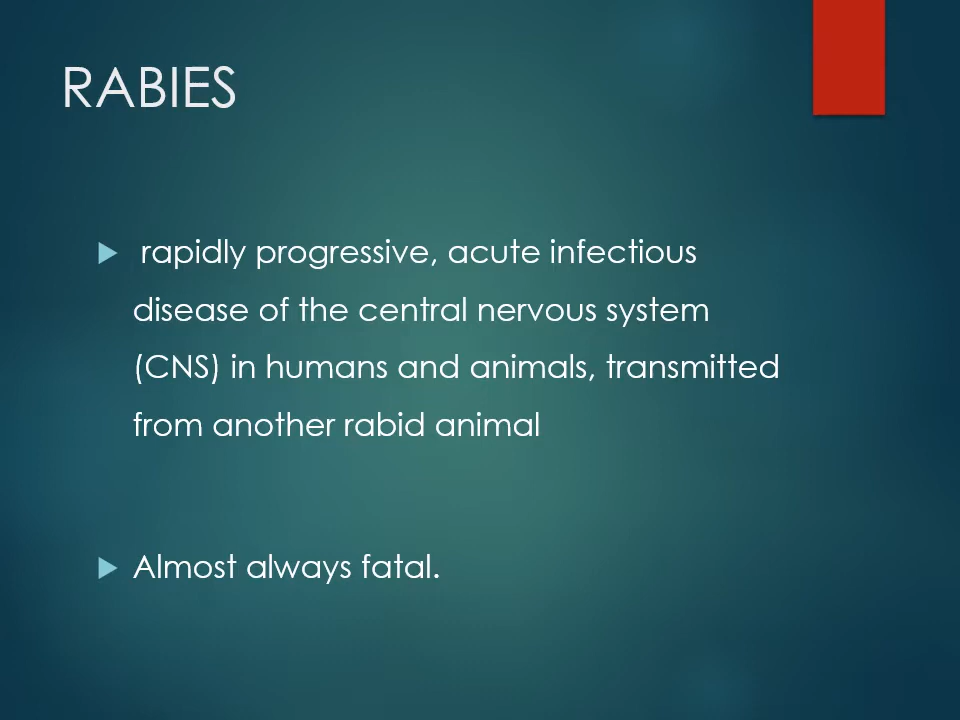 RABIES
rapidly progressive, acute infectious
disease of the central nervous system
(CNS) in humans and animals, transmitted
from another rabid animal
Almost always fatal.